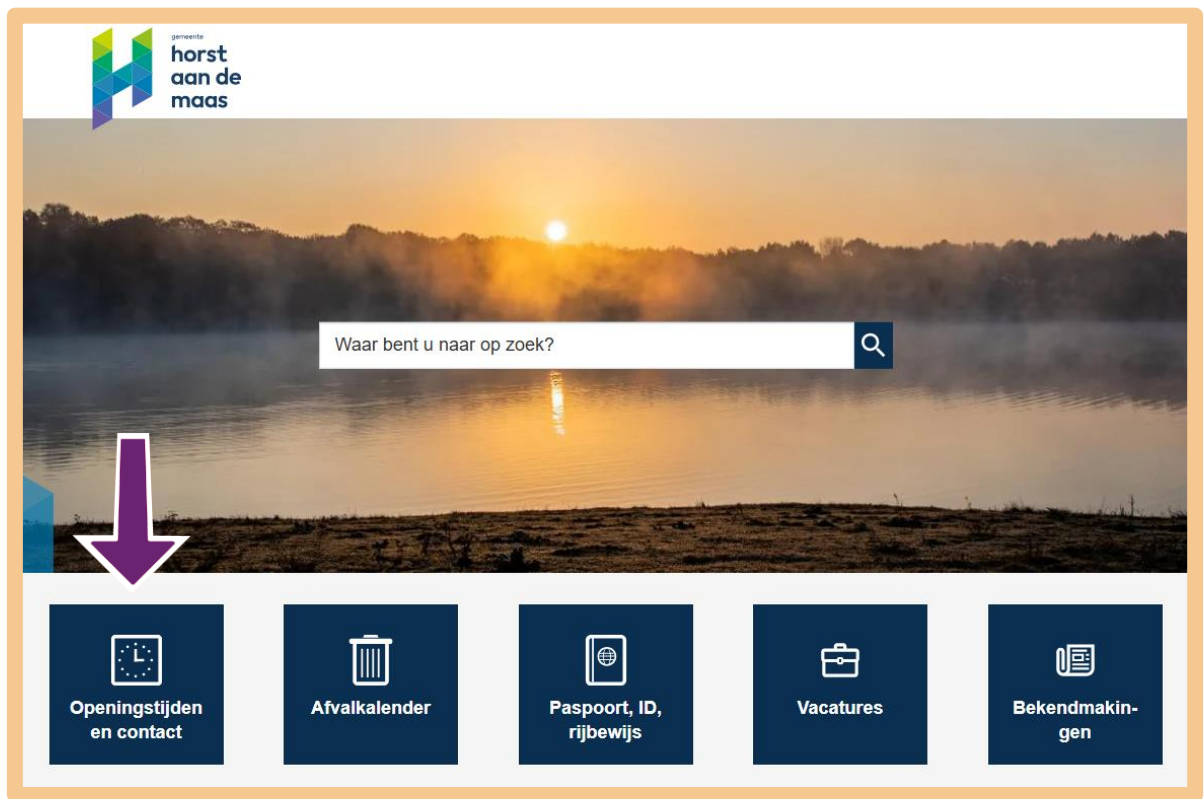 gemeente
horst
aan de
maas
Waar bent u naar op zoek?
Openingstijden
en contact
Afvalkalender
Paspoort, ID,
rijbewijs
Vacatures
Bekendmakin-
gen